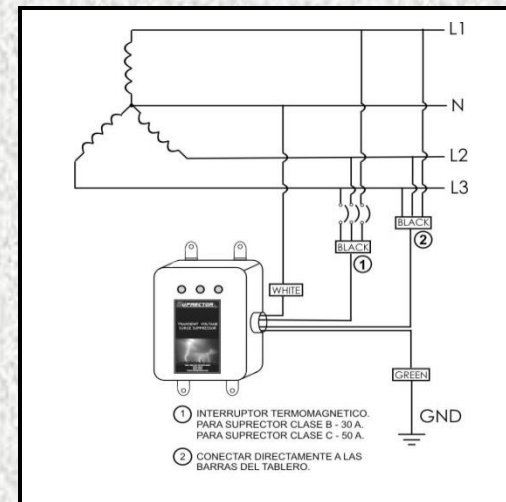 L1
N
L2
L3
BLACK
2
BLACK
1
WHITE
TRANSIENT VOLTAGE
SURGE SUPPRESSOR
GREEN
GND
1 INTERRUPTOR TERMOMAGNETICO.
PARA SUPRECTOR CLASE B - 30 A.
PARA SUPRECTOR CLASE C - 50 A.
2 CONECTAR DIRECTAMENTE A LAS
BARRAS DEL TABLERO.